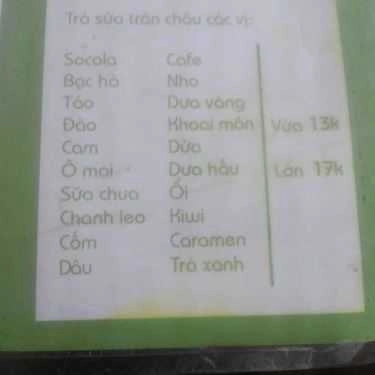 Trà sữa trân châu các vị:
Socola Cafe
Bạc hà Nho
Táo Dưa vàng
Đào Khoai môn Vừa 13k
Cam Dừa
Ô mai Dưa hấu Lớn 17k
Sữa chua Ổi
Chanh leo Kiwi
Cốm Caramen
Dâu Trà xanh